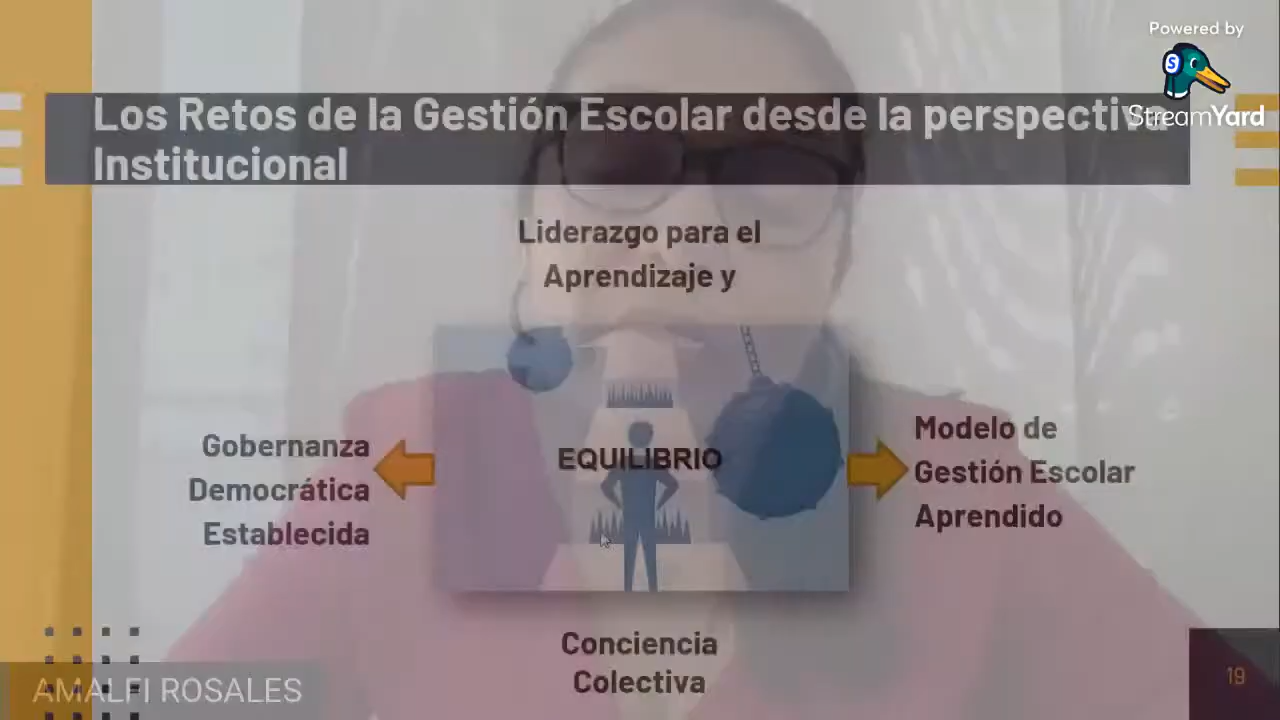 Powered by
StreamYard
Los Retos de la Gestión Escolar desde la perspectiva
Institucional
Liderazgo para el
Aprendizaje y
EQUILIBRIO
Gobernanza
Democrática
Establecida
Modelo de
Gestión Escolar
Aprendido
Conciencia
Colectiva
AMALFI ROSALES
19